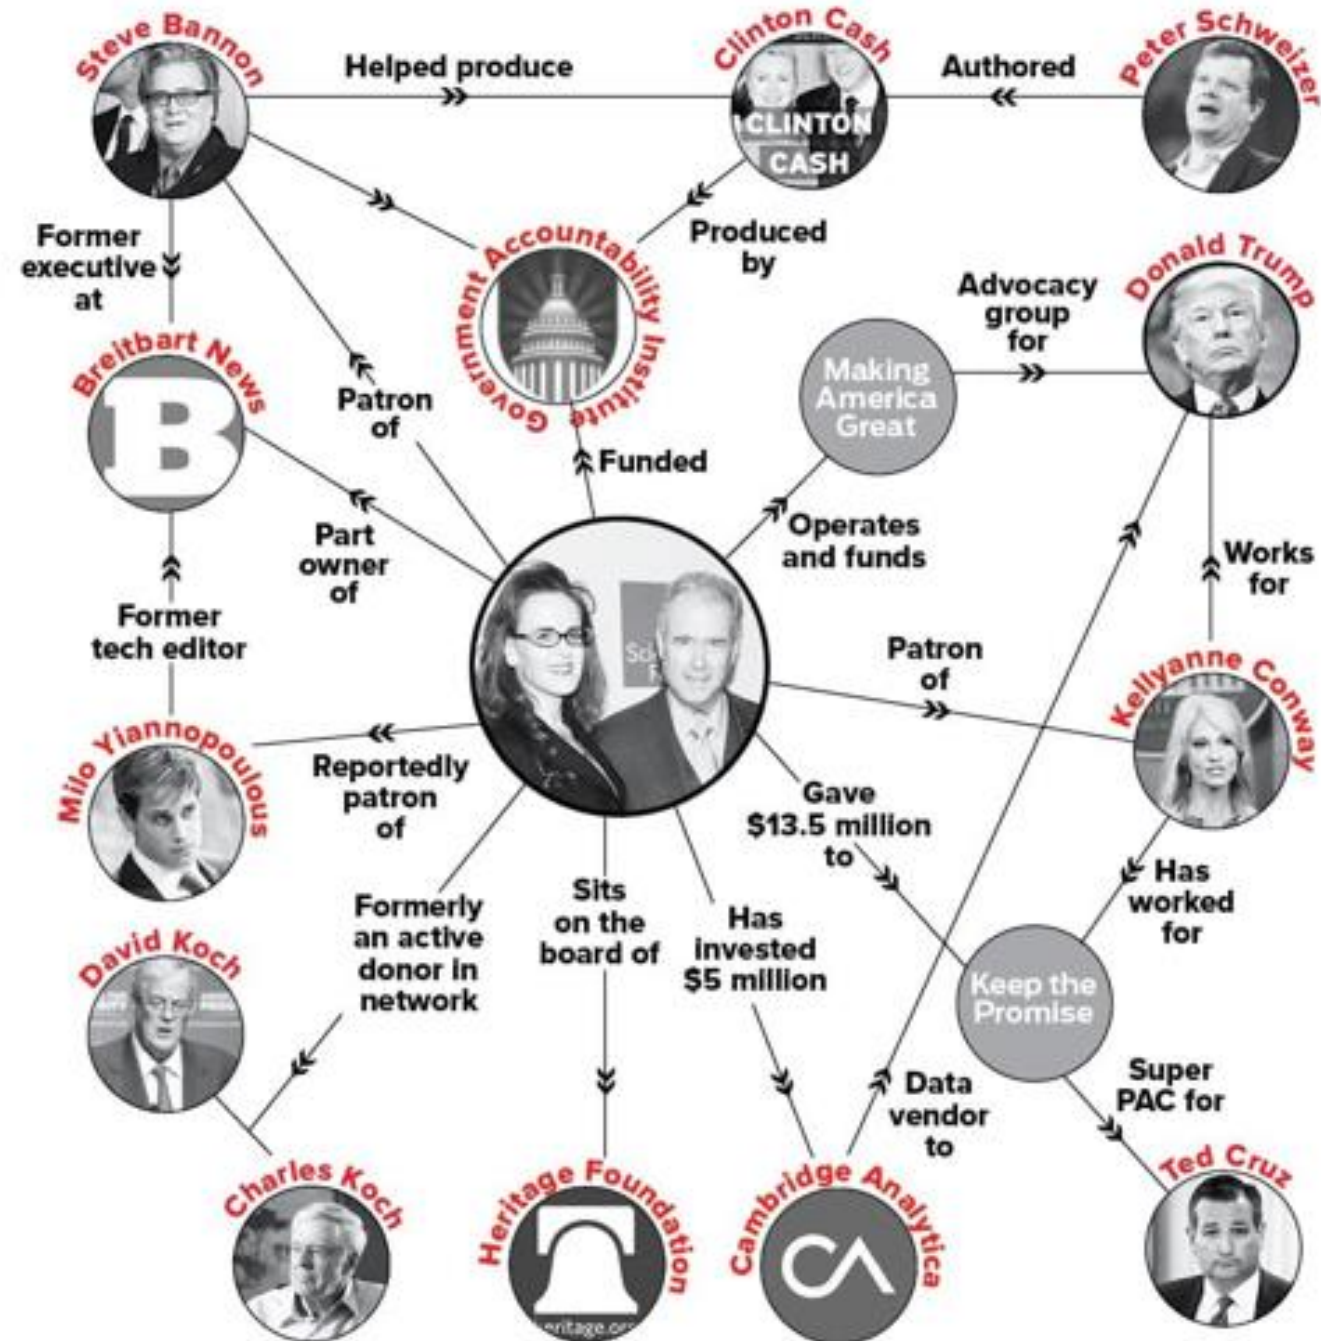 Steve Bannon
Helped produce
Clinton Cash
CLINTON
CASH
Authored
Peter Schweizer
Former
executive
at
Government Accountability Institute
Produced
by
Donald Trump
Advocacy
group
for
Breitbart News
B
Patron
of
Making
America
Great
Funded
Part
owner
of
Operates
and funds
Works
for
Former
tech editor
Patron
of
Kellyanne Conway
Milo Yiannopoulous
Reportedly
patron
of
Gave
$13.5 million
to
Has
worked
for
Formerly
an active
donor in
network
Sits
on the
board of
Has
invested
$5 million
David Koch
Keep the
Promise
Data
vendor
to
Super
PAC for
Charles Koch
Heritage Foundation
eritage.org
Cambridge Analytica
CA
Ted Cruz